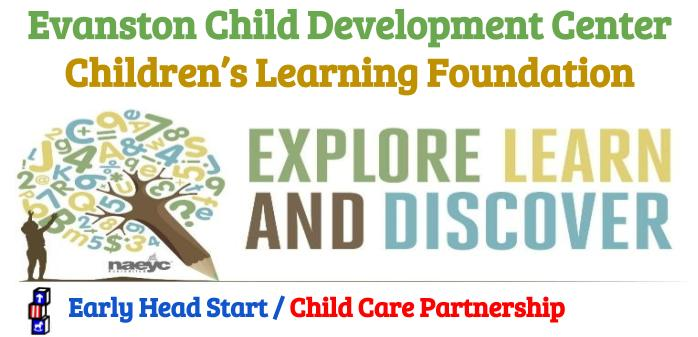 Evanston Child Development Center
Children's Learning Foundation
EXPLORE LEARN
AND DISCOVER
naeyc
Early Head Start / Child Care Partnership